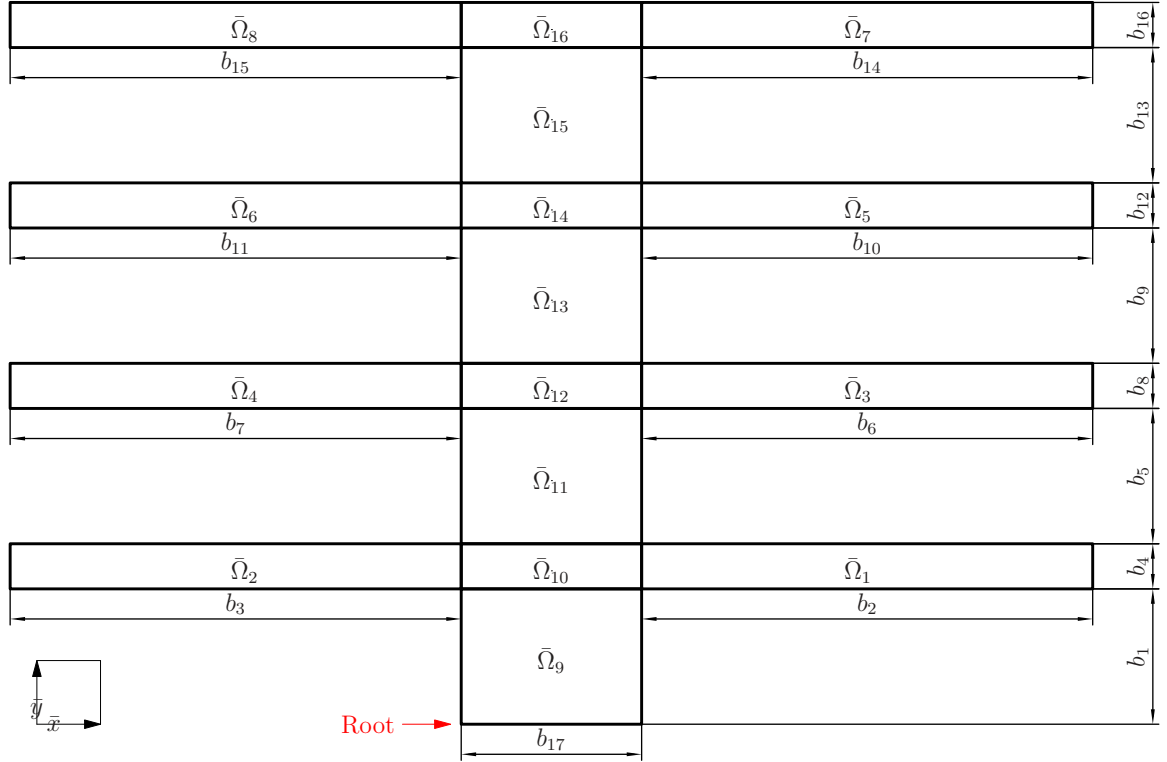 Ω̄₈ Ω̄₁₆ Ω̄₇ b₁₆
b₁₅ b₁₄
Ω̄₁₅ b₁₃
Ω̄₆ Ω̄₁₄ Ω̄₅ b₁₂
b₁₁ b₁₀
Ω̄₁₃ b₉
Ω̄₄ Ω̄₁₂ Ω̄₃ b₈
b₇ b₆
Ω̄₁₁ b₅
Ω̄₂ Ω̄₁₀ Ω̄₁ b₄
b₃ b₂
Ω̄₉ b₁
ȳ
x̄ Root
b₁₇